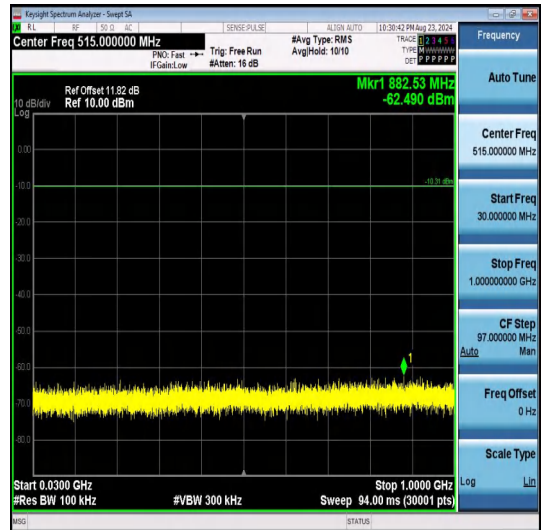 Keysight Spectrum Analyzer - Swept SA
RL RF 50 Ω AC SENSE:PULSE ALIGN AUTO 10:30:42 PM Aug 23, 2024
Center Freq 515.000000 MHz
PNO: Fast
IFGain:Low
Trig: Free Run
#Atten: 16 dB
#Avg Type: RMS
Avg|Hold: 10/10
TRACE 1 2 3 4 5 6
TYPE M
DET P P P P P P
Mkr1 882.53 MHz
-62.490 dBm
Ref Offset 11.82 dB
10 dB/div Ref 10.00 dBm
Log
0.00
-10.0
-10.31 dBm
-20.0
-30.0
-40.0
-50.0
-60.0
1
-70.0
-80.0
Start 0.0300 GHz Stop 1.0000 GHz
#Res BW 100 kHz #VBW 300 kHz Sweep 94.00 ms (30001 pts)
MSG STATUS
Frequency
Auto Tune
Center Freq
515.000000 MHz
Start Freq
30.000000 MHz
Stop Freq
1.000000000 GHz
CF Step
97.000000 MHz
Auto Man
Freq Offset
0 Hz
Scale Type
Log Lin